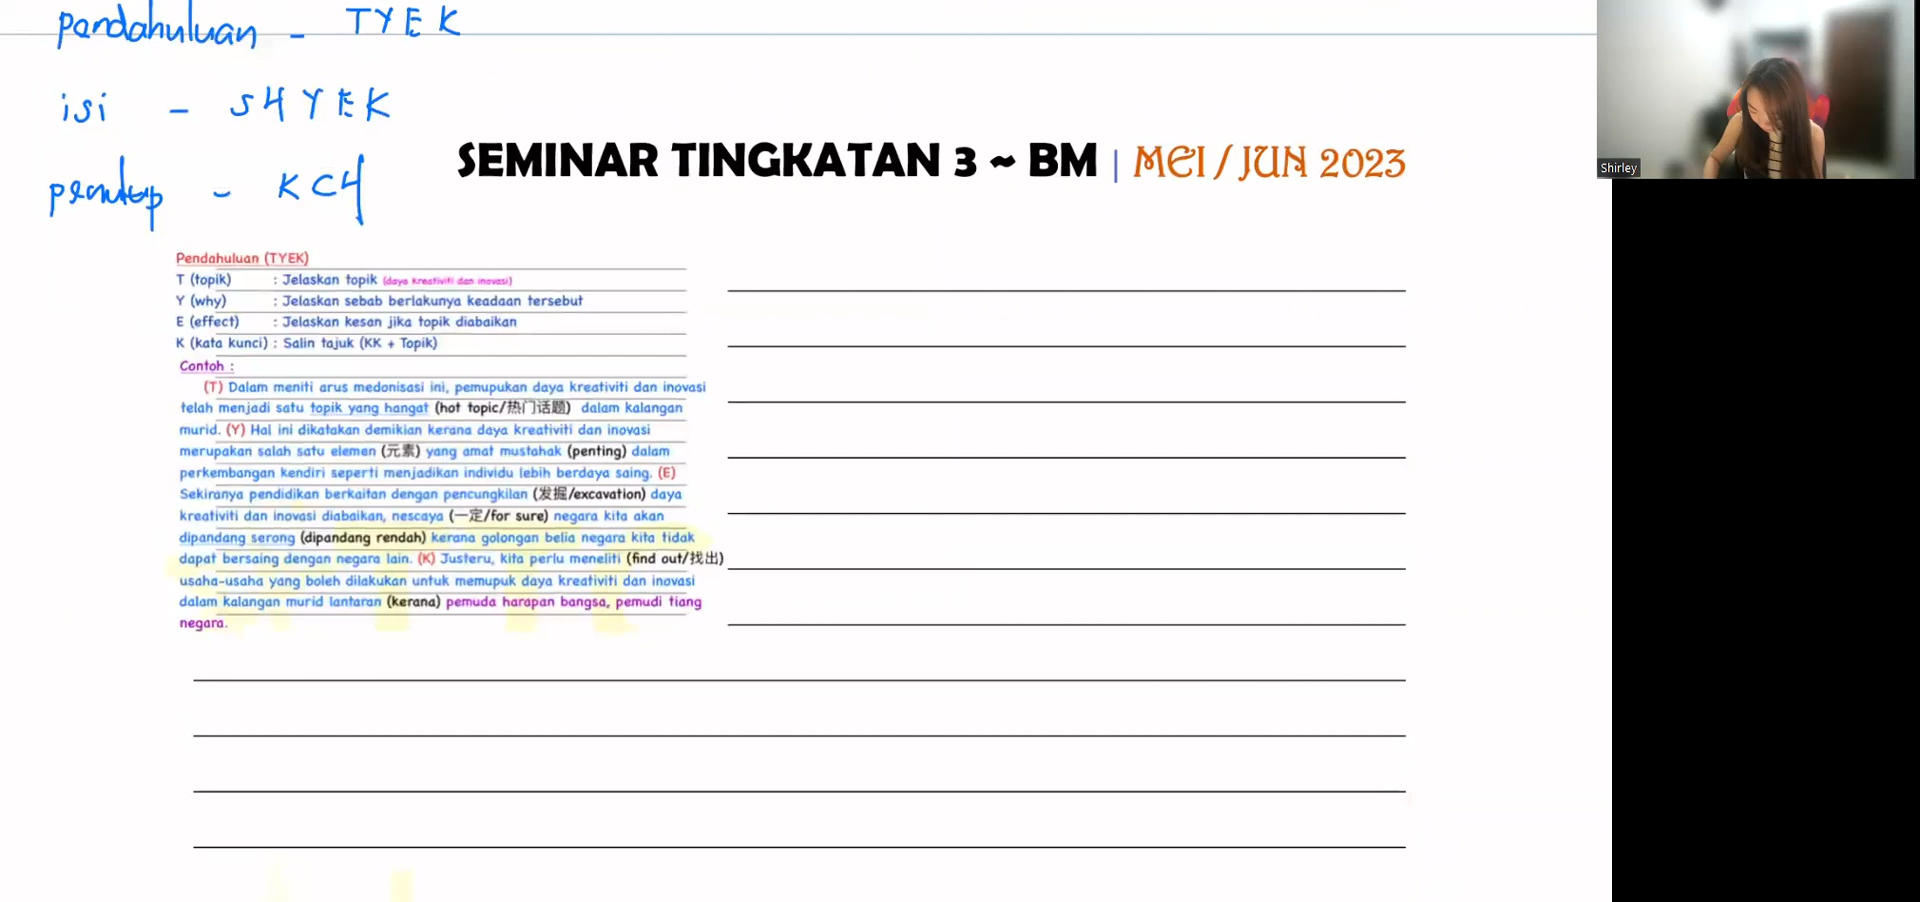 pendahuluan - TYEK
isi - SHYEK
penutup - KCH
SEMINAR TINGKATAN 3 ~ BM | MEI / JUN 2023
Shirley
Pendahuluan (TYEK)
T (topik) : Jelaskan topik (daya kreativiti dan inovasi)
Y (why) : Jelaskan sebab berlakunya keadaan tersebut
E (effect) : Jelaskan kesan jika topik diabaikan
K (kata kunci) : Salin tajuk (KK + Topik)
Contoh :
(T) Dalam meniti arus medonisasi ini, pemupukan daya kreativiti dan inovasi
telah menjadi satu topik yang hangat (hot topic/热门话题) dalam kalangan
murid. (Y) Hal ini dikatakan demikian kerana daya kreativiti dan inovasi
merupakan salah satu elemen (元素) yang amat mustahak (penting) dalam
perkembangan kendiri seperti menjadikan individu lebih berdaya saing. (E)
Sekiranya pendidikan berkaitan dengan pencungkilan (发掘/excavation) daya
kreativiti dan inovasi diabaikan, nescaya (一定/for sure) negara kita akan
dipandang serong (dipandang rendah) kerana golongan belia negara kita tidak
dapat bersaing dengan negara lain. (K) Justeru, kita perlu meneliti (find out/找出)
usaha-usaha yang boleh dilakukan untuk memupuk daya kreativiti dan inovasi
dalam kalangan murid lantaran (kerana) pemuda harapan bangsa, pemudi tiang
negara.